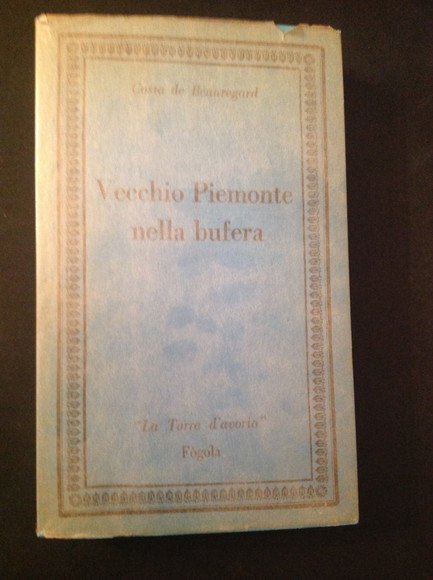 Costa de Beauregard
Vecchio Piemonte
nella bufera
"La Torre d'avorio"
Fògola